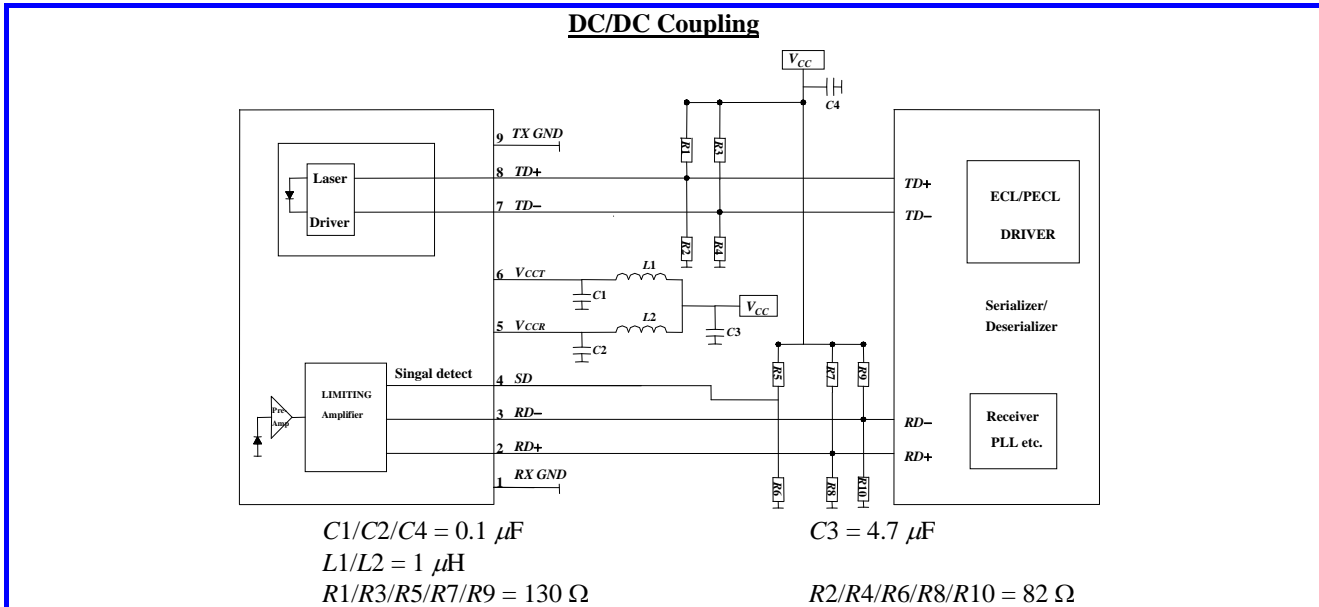 DC/DC Coupling
VCC
C4
9 TX GND
R1
R3
Laser
Driver
8 TD+
7 TD−
TD+
TD−
ECL/PECL
DRIVER
R2
R4
6 VCCT
L1
C1
VCC
L2
C3
5 VCCR
C2
Serializer/
Deserializer
R5
R7
R9
Singal detect
4 SD
LIMITING
Amplifier
Pre-
Amp
3 RD−
RD−
2 RD+
RD+
Receiver
PLL etc.
1 RX GND
R6
R8
R10
C1/C2/C4 = 0.1 µF
C3 = 4.7 µF
L1/L2 = 1 µH
R1/R3/R5/R7/R9 = 130 Ω
R2/R4/R6/R8/R10 = 82 Ω